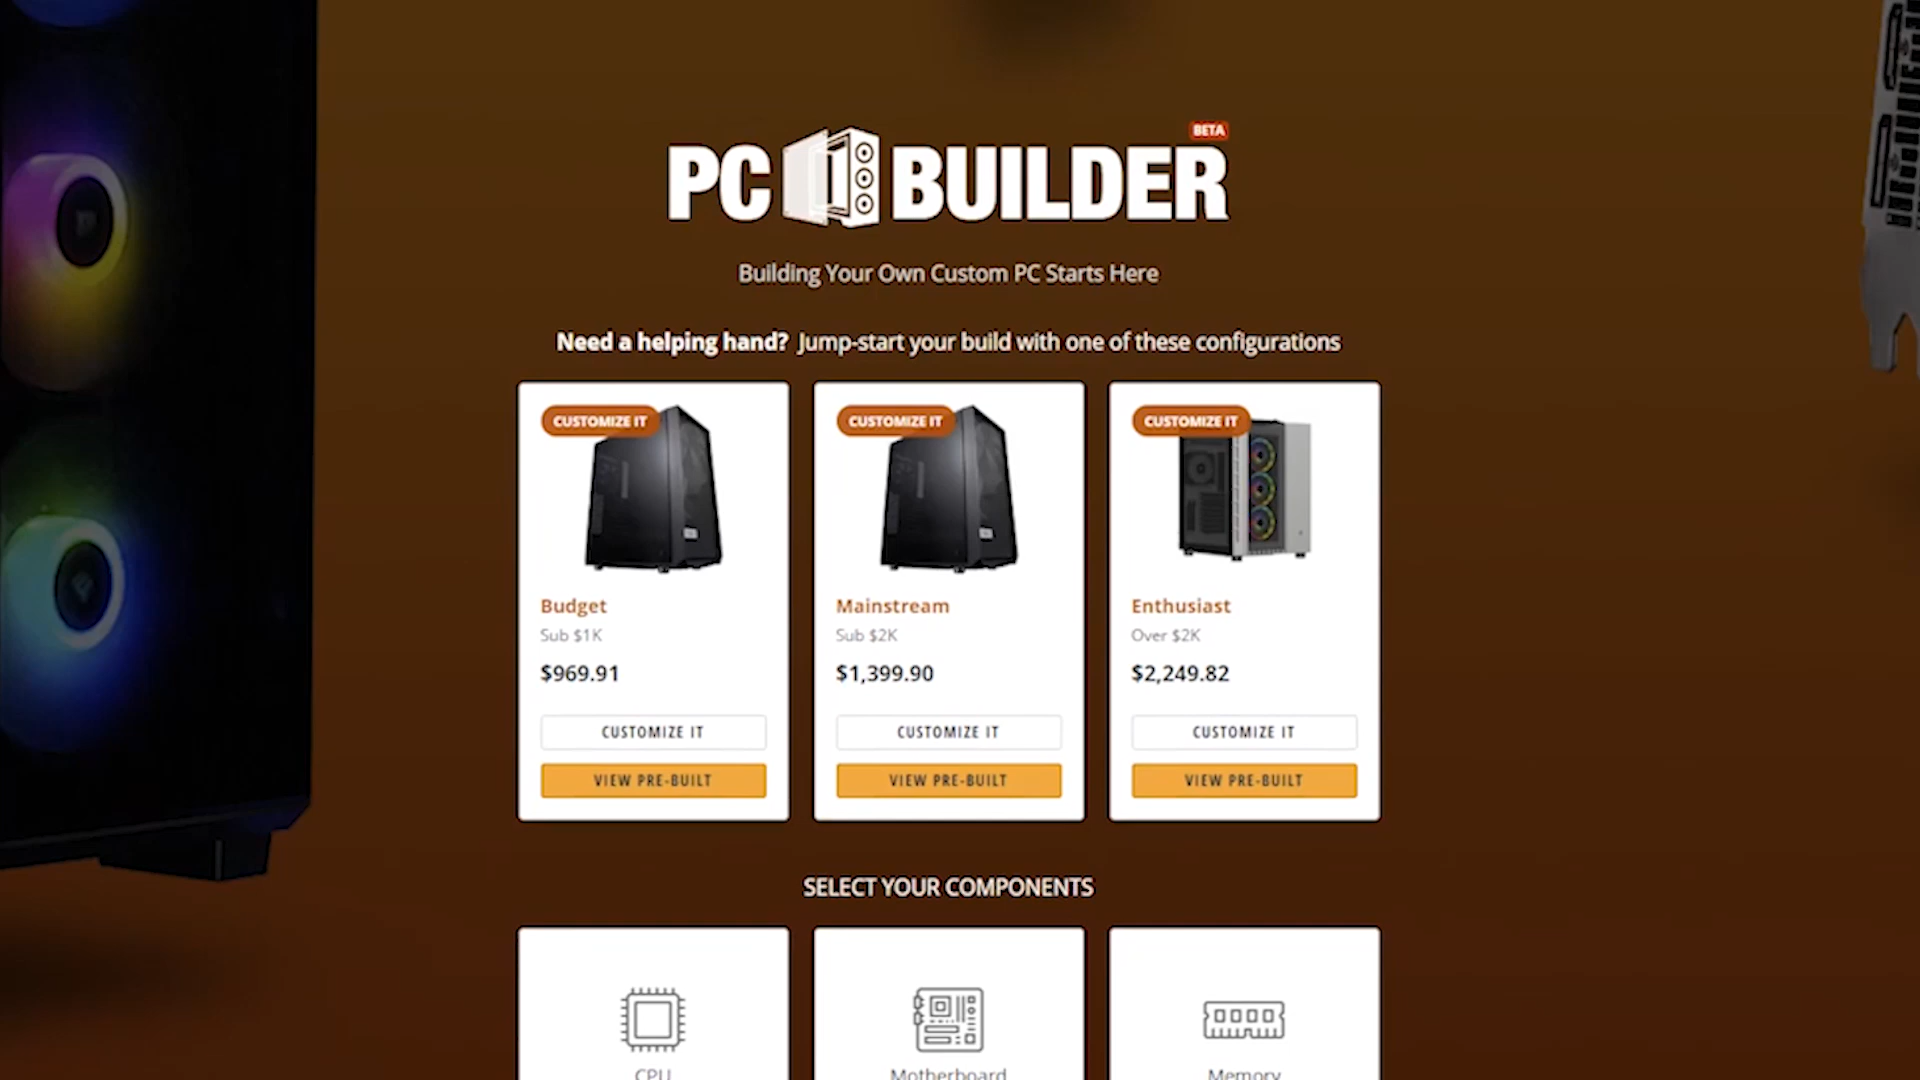 BETA
PC BUILDER
Building Your Own Custom PC Starts Here
Need a helping hand? Jump-start your build with one of these configurations
CUSTOMIZE IT
Budget
Sub $1K
$969.91
CUSTOMIZE IT
VIEW PRE-BUILT
CUSTOMIZE IT
Mainstream
Sub $2K
$1,399.90
CUSTOMIZE IT
VIEW PRE-BUILT
CUSTOMIZE IT
Enthusiast
Over $2K
$2,249.82
CUSTOMIZE IT
VIEW PRE-BUILT
SELECT YOUR COMPONENTS
CPU
Motherboard
Memory